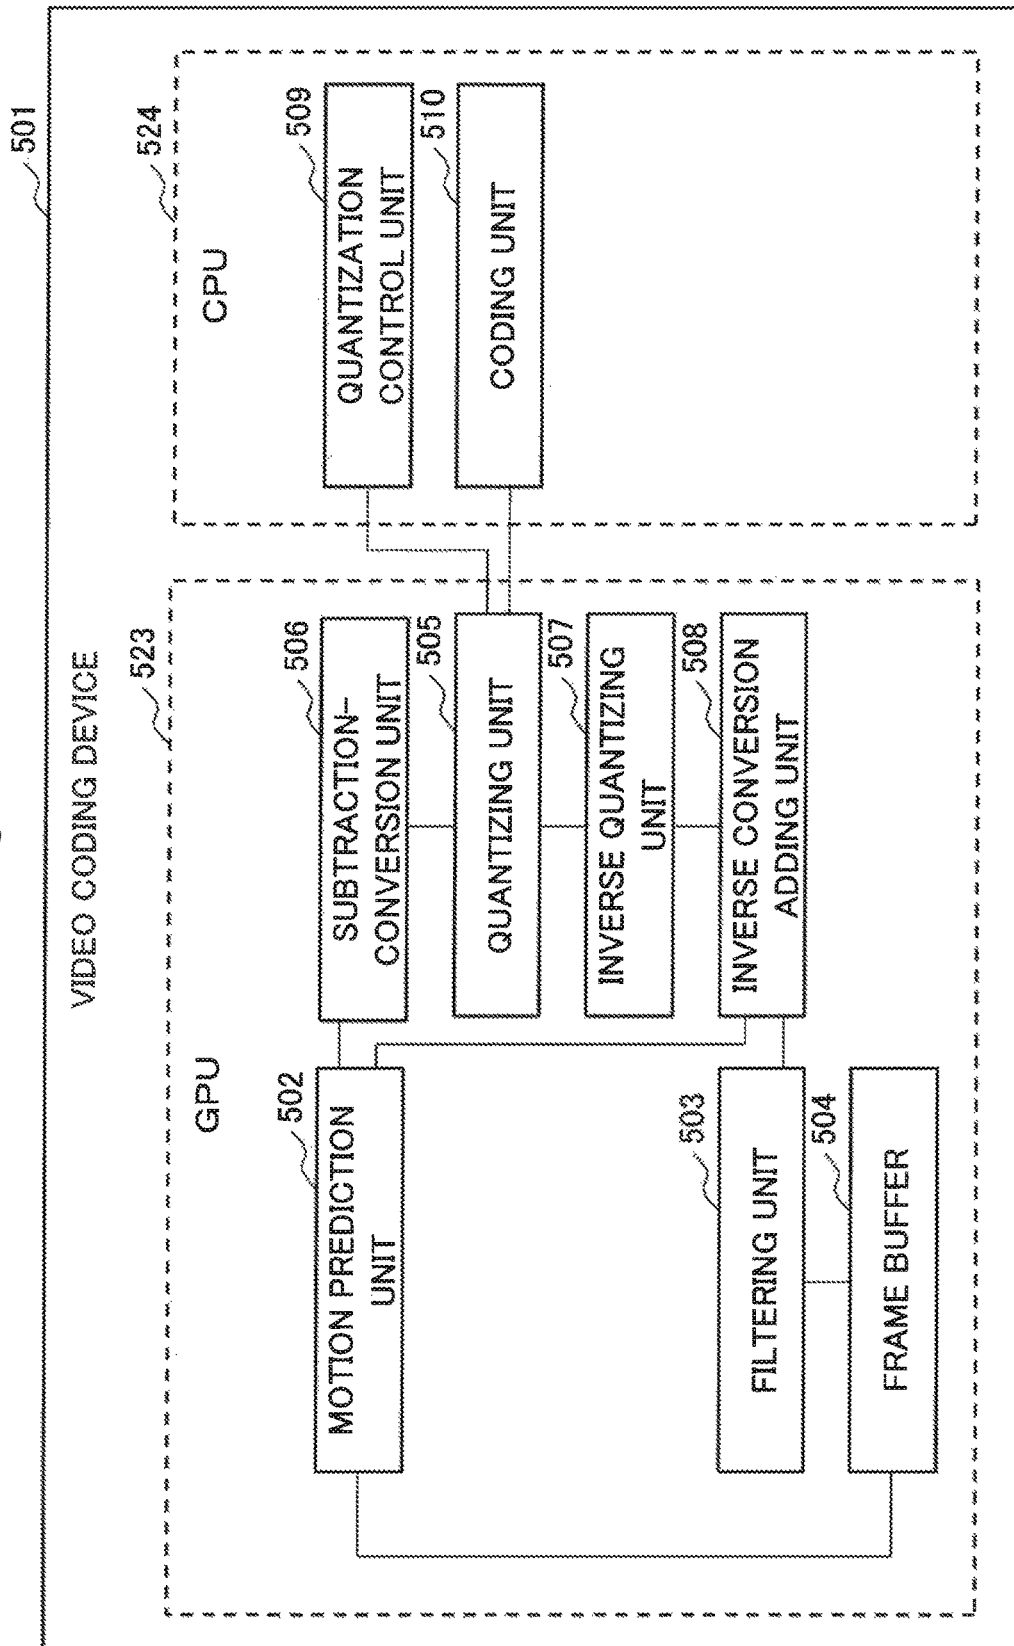 501
VIDEO CODING DEVICE
523
GPU
502
MOTION PREDICTION
UNIT
506
SUBTRACTION-
CONVERSION UNIT
505
QUANTIZING UNIT
507
INVERSE QUANTIZING
UNIT
508
INVERSE CONVERSION
ADDING UNIT
503
FILTERING UNIT
504
FRAME BUFFER
524
CPU
509
QUANTIZATION
CONTROL UNIT
510
CODING UNIT